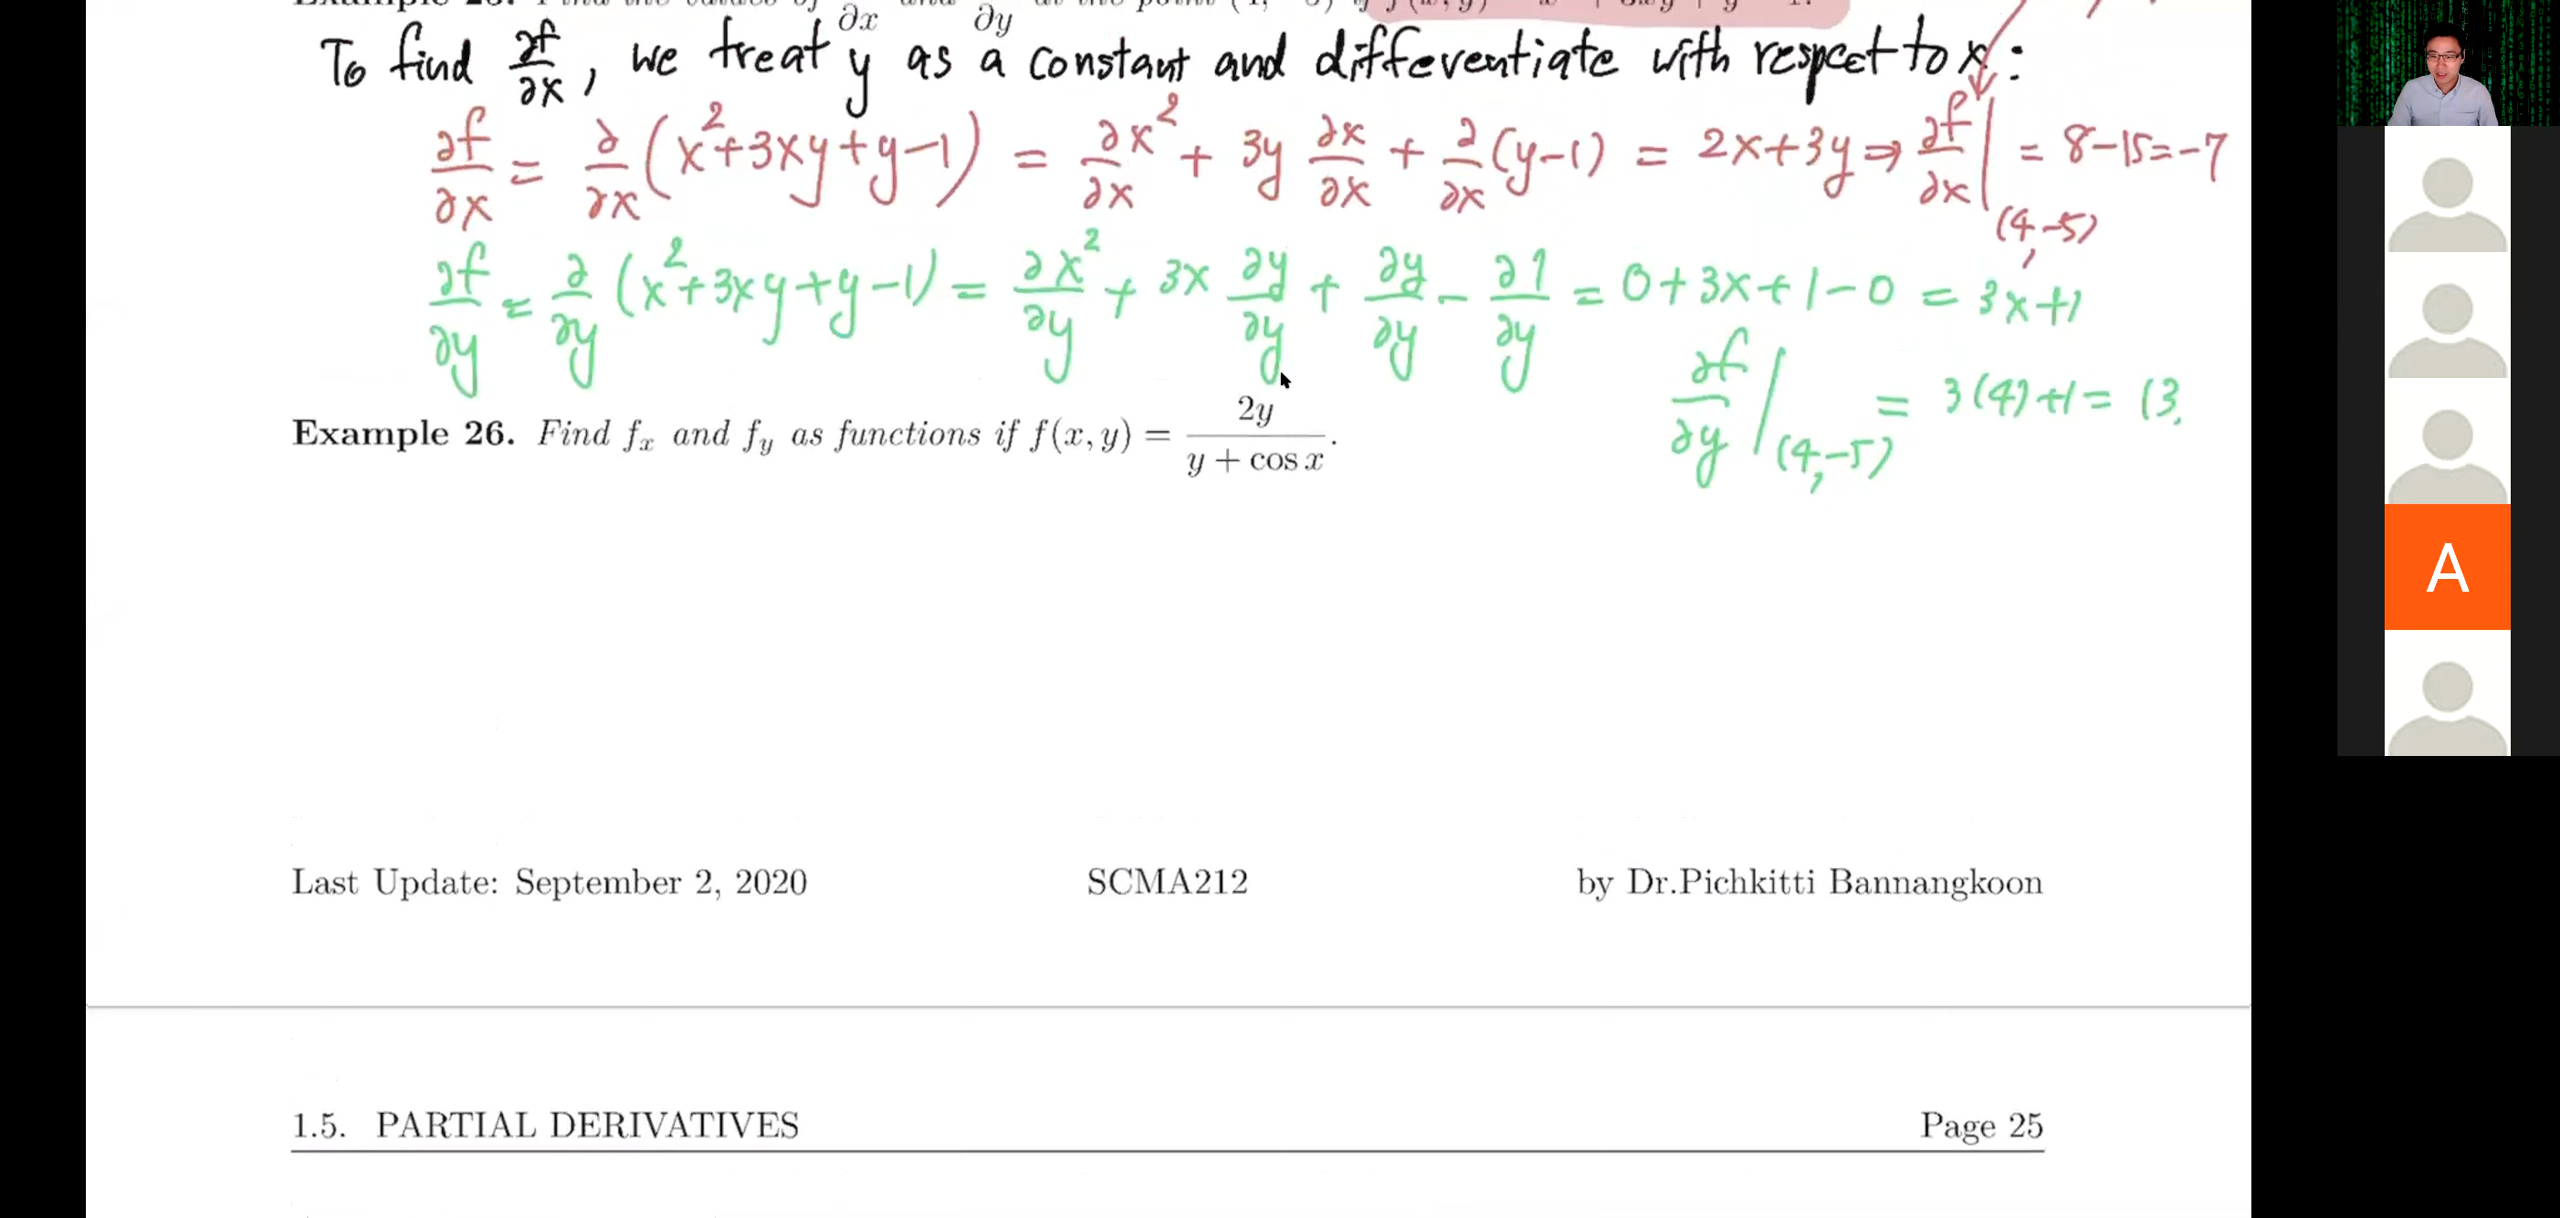 ∂x ∂y
To find ∂f/∂x, we treat y as a constant and differentiate with respect to x :
∂f/∂x = ∂/∂x (x²+3xy+y−1) = ∂x²/∂x + 3y ∂x/∂x + ∂/∂x (y−1) = 2x+3y ⇒ ∂f/∂x |(4,−5) = 8−15=−7
∂f/∂y = ∂/∂y (x²+3xy+y−1) = ∂x²/∂y + 3x ∂y/∂y + ∂y/∂y − ∂1/∂y = 0+3x+1−0 = 3x+1
∂f/∂y |(4,−5) = 3(4)+1 = 13.
Example 26. Find fₓ and f_y as functions if f(x, y) = 2y/(y + cos x).
A
Last Update: September 2, 2020 SCMA212 by Dr.Pichkitti Bannangkoon
1.5. PARTIAL DERIVATIVES Page 25